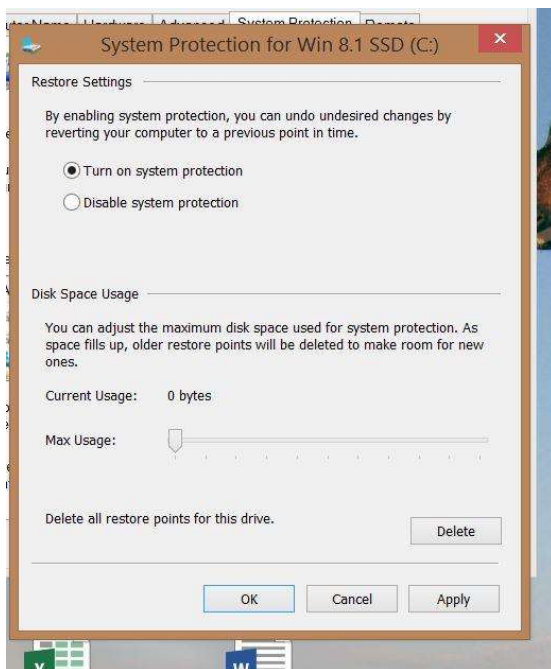 Hardware Advanced System Protection Remote
System Protection for Win 8.1 SSD (C:)
Restore Settings
By enabling system protection, you can undo undesired changes by
reverting your computer to a previous point in time.
Turn on system protection
Disable system protection
Disk Space Usage
You can adjust the maximum disk space used for system protection. As
space fills up, older restore points will be deleted to make room for new
ones.
Current Usage: 0 bytes
Max Usage:
Delete all restore points for this drive.
Delete
OK Cancel Apply